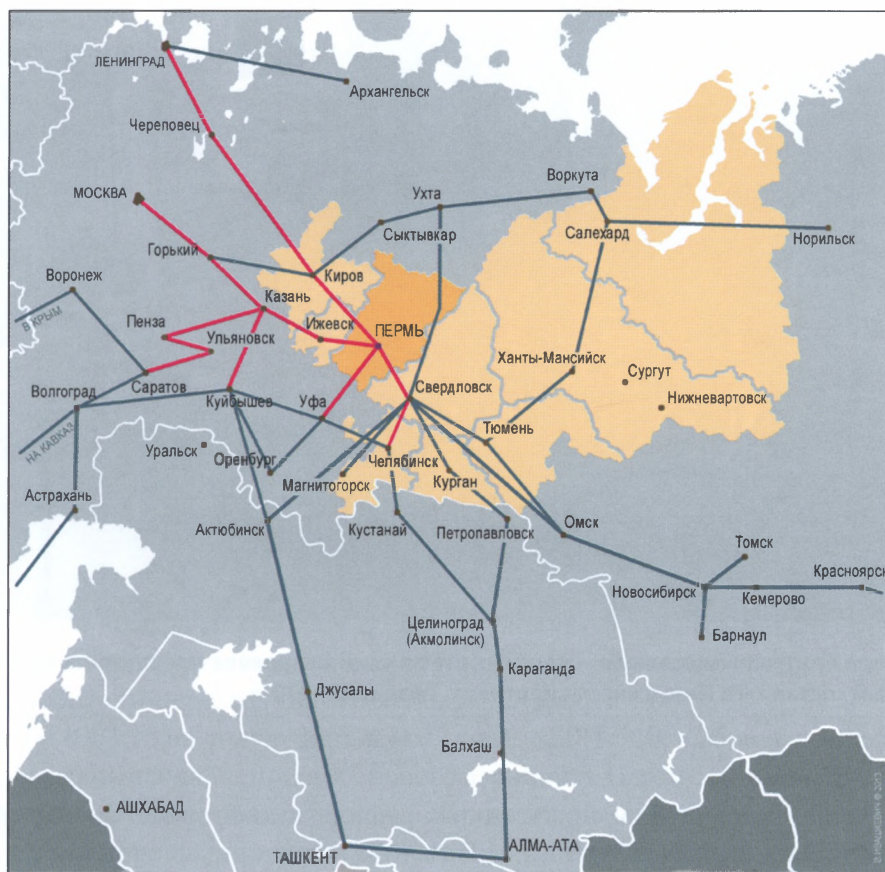 ЛЕНИНГРАД
Архангельск
Череповец
МОСКВА
Ухта
Воркута
Сыктывкар
Салехард
Норильск
Горький
Воронеж
Киров
Казань
В КРЫМ
Пенза
Ульяновск
Ижевск
ПЕРМЬ
Ханты-Мансийск
Сургут
Саратов
Свердловск
Волгоград
Куйбышев
Уфа
Нижневартовск
Тюмень
НА КАВКАЗ
Уральск
Оренбург
Челябинск
Магнитогорск
Курган
Астрахань
Актюбинск
Кустанай
Петропавловск
Омск
Томск
Красноярск
Новосибирск
Кемерово
Целиноград
(Акмолинск)
Барнаул
Караганда
Джусалы
Балхаш
АШХАБАД
ТАШКЕНТ
АЛМА-АТА